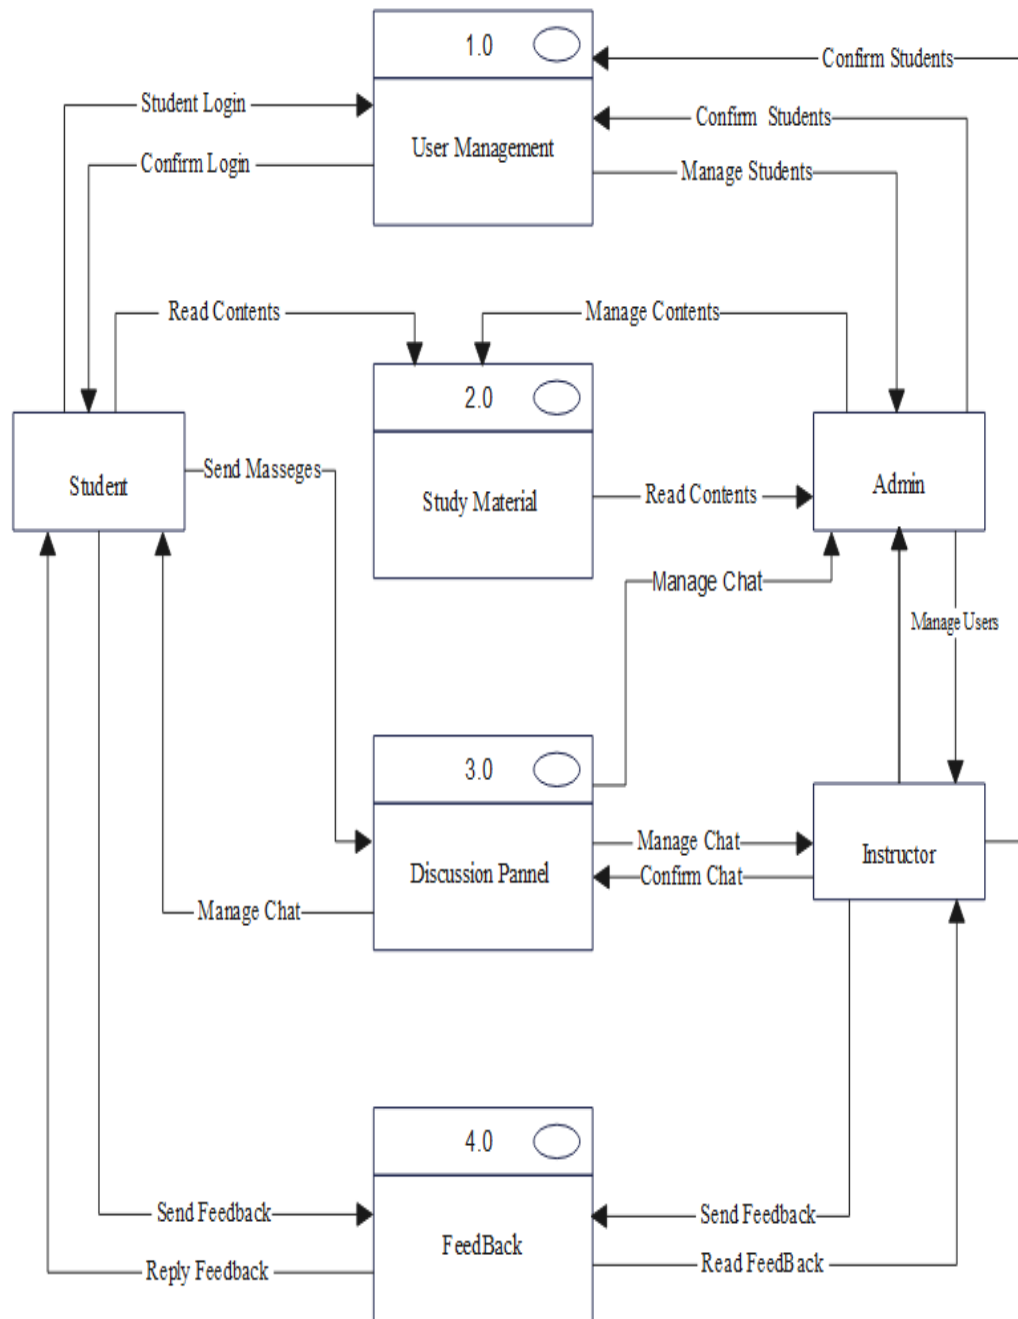 1.0
Confirm Students
Student Login
Confirm Students
User Management
Confirm Login
Manage Students
Read Contents
Manage Contents
2.0
Student
Send Masseges
Study Material
Read Contents
Admin
Manage Chat
Manage Users
3.0
Manage Chat
Instructor
Discussion Pannel
Confirm Chat
Manage Chat
4.0
Send Feedback
Send Feedback
FeedBack
Reply Feedback
Read FeedBack